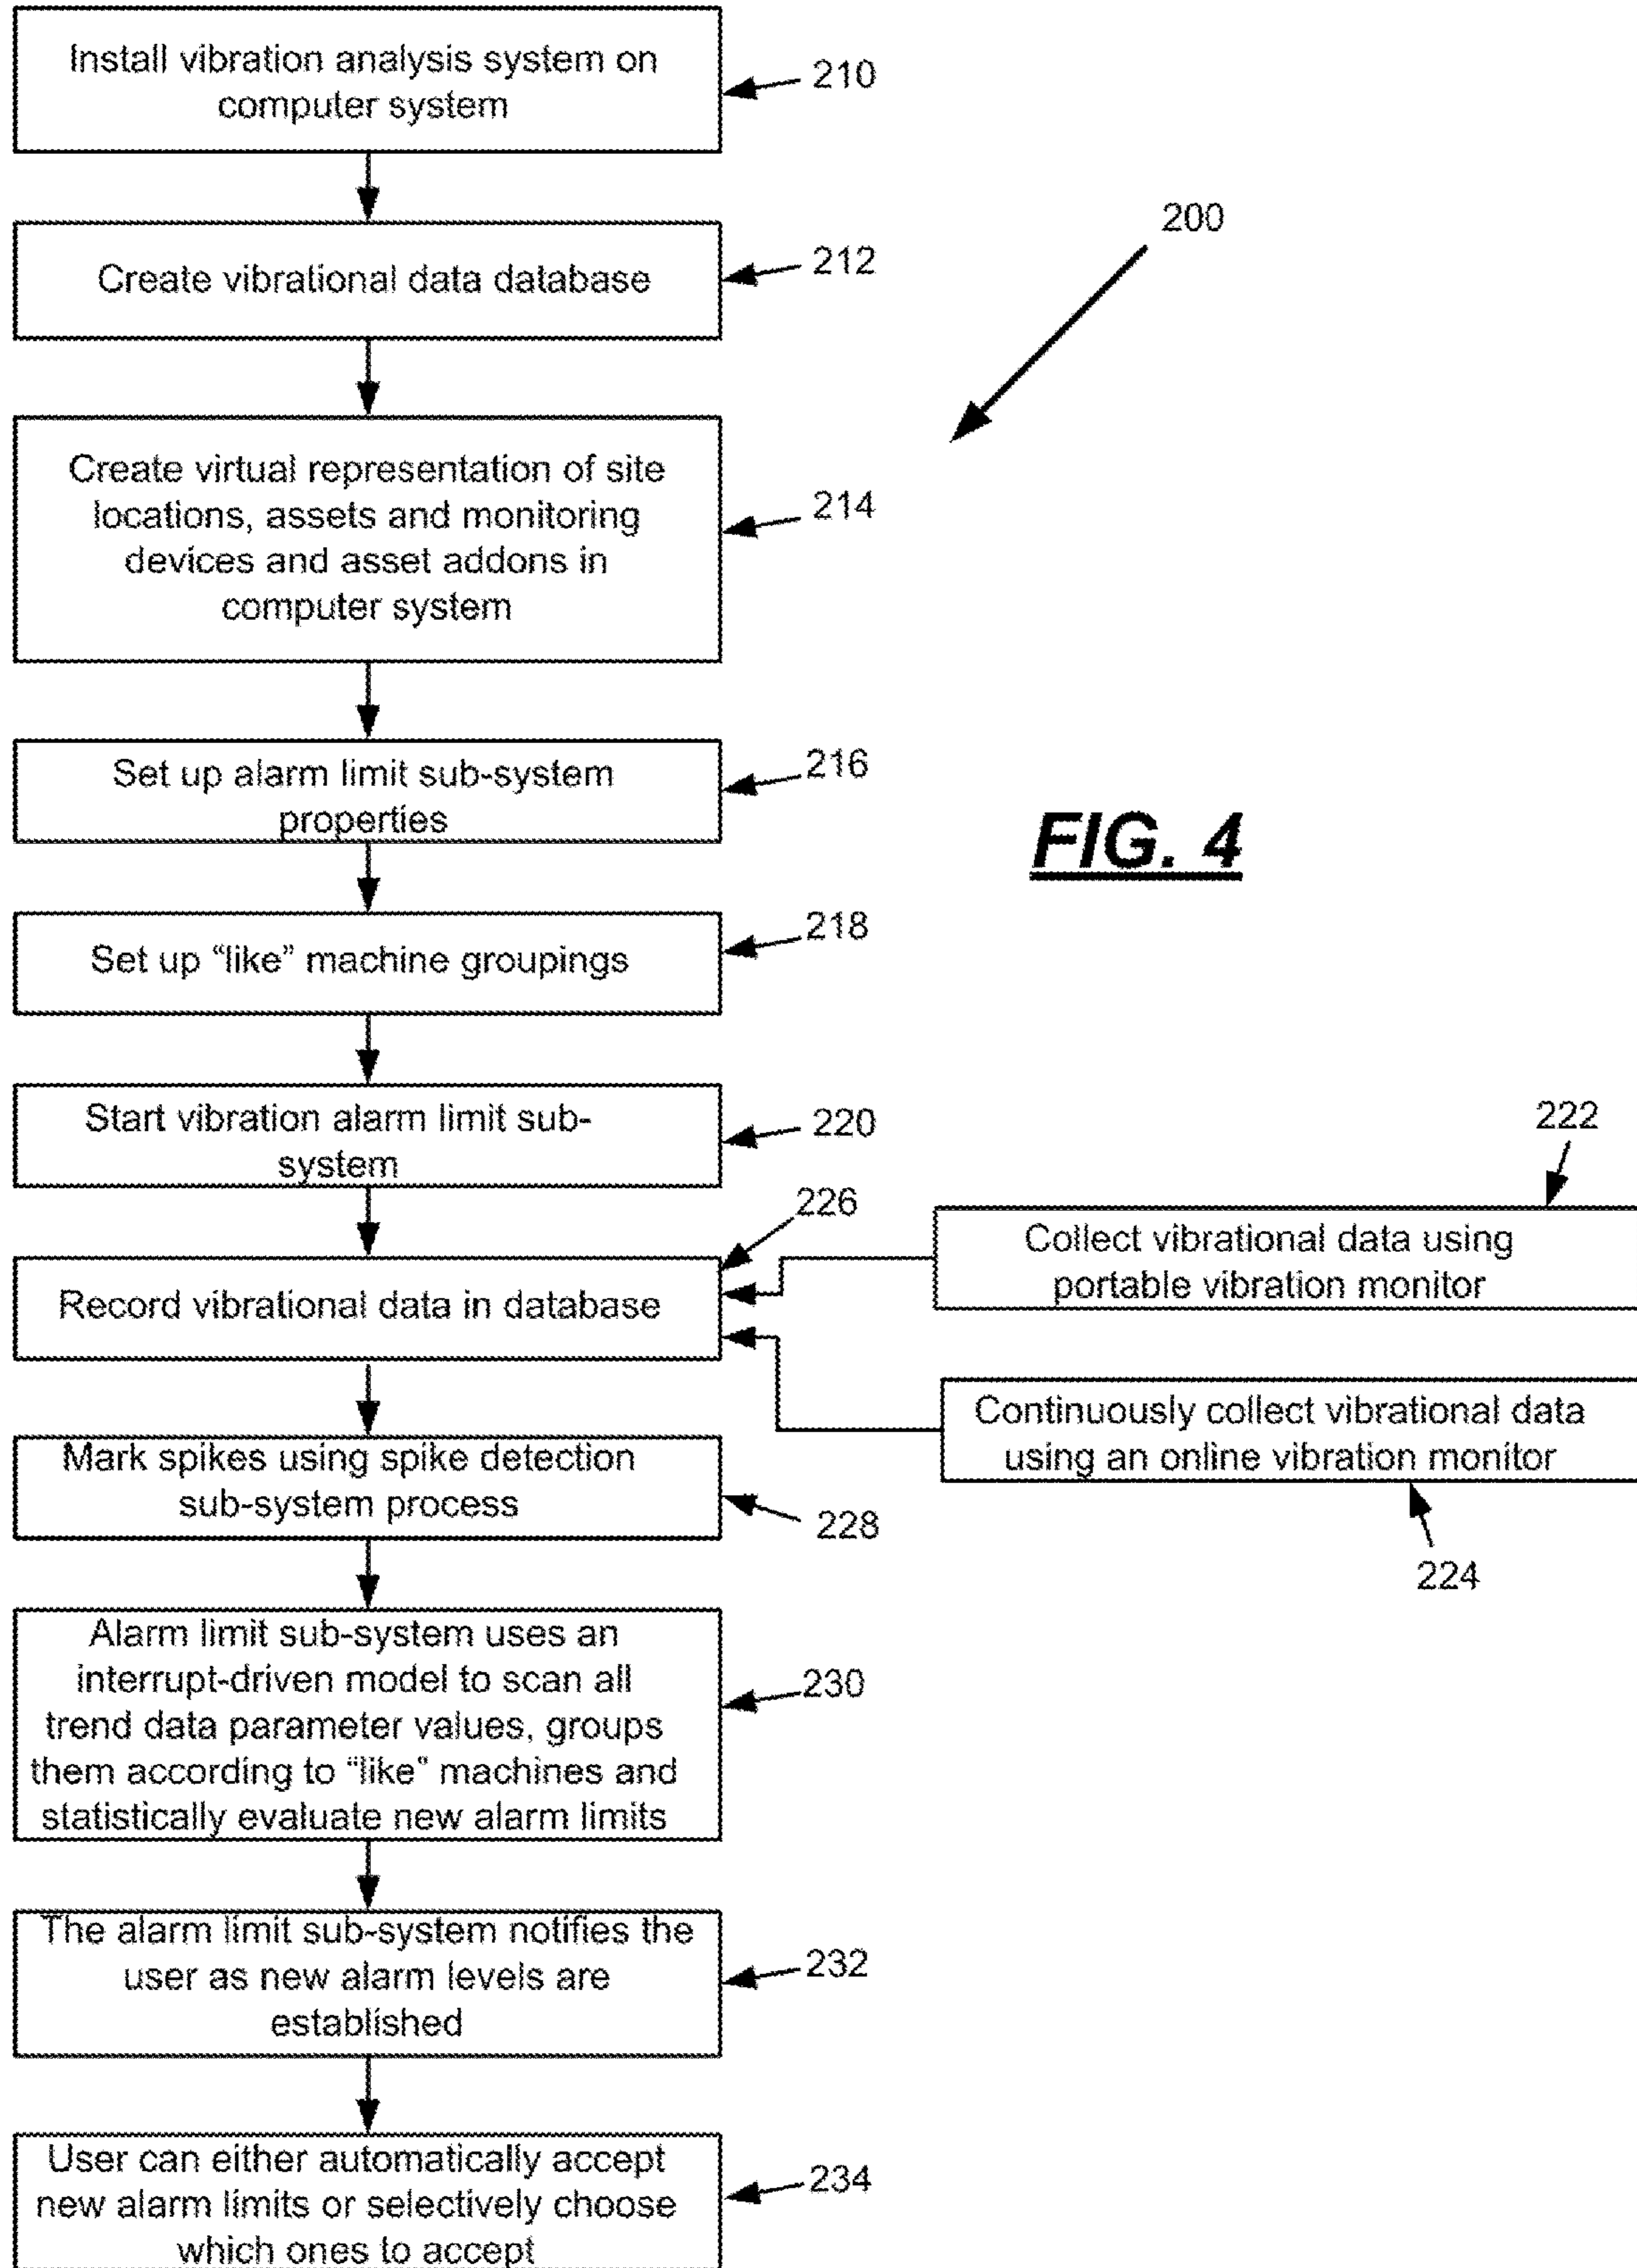 Install vibration analysis system on
computer system
210
200
Create vibrational data database
212
Create virtual representation of site
locations, assets and monitoring
devices and asset addons in
computer system
214
Set up alarm limit sub-system
properties
216
FIG. 4
Set up “like” machine groupings
218
Start vibration alarm limit sub-
system
220
222
226
Record vibrational data in database
Collect vibrational data using
portable vibration monitor
Continuously collect vibrational data
using an online vibration monitor
224
Mark spikes using spike detection
sub-system process
228
Alarm limit sub-system uses an
interrupt-driven model to scan all
trend data parameter values, groups
them according to “like” machines and
statistically evaluate new alarm limits
230
The alarm limit sub-system notifies the
user as new alarm levels are
established
232
User can either automatically accept
new alarm limits or selectively choose
which ones to accept
234